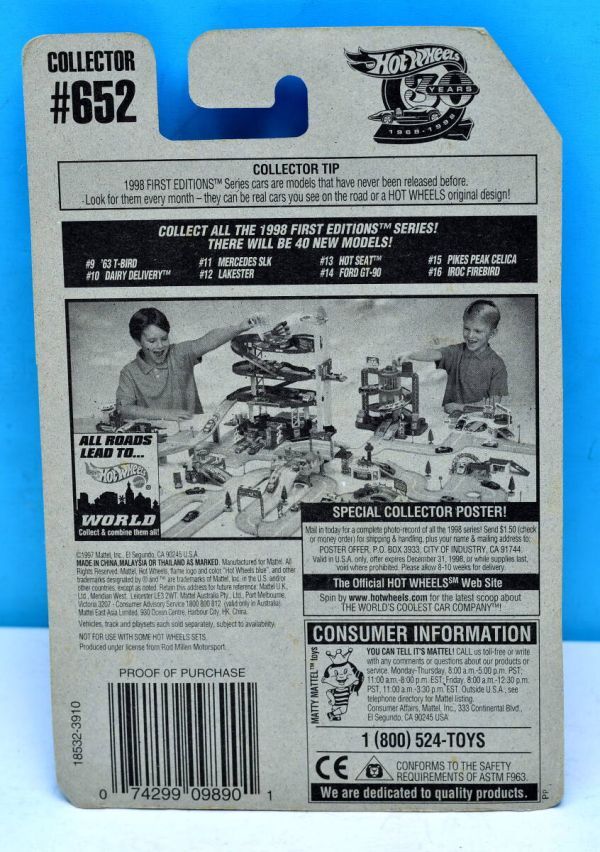 COLLECTOR
#652
HOT WHEELS
30
YEARS
1968-1998
COLLECTOR TIP
1998 FIRST EDITIONS™ Series cars are models that have never been released before.
Look for them every month – they can be real cars you see on the road or a HOT WHEELS original design!
COLLECT ALL THE 1998 FIRST EDITIONS™ SERIES!
THERE WILL BE 40 NEW MODELS!
#9 '63 T-BIRD #11 MERCEDES SLK #13 HOT SEAT™ #15 PIKES PEAK CELICA
#10 DAIRY DELIVERY™ #12 LAKESTER #14 FORD GT-90 #16 IROC FIREBIRD
ALL ROADS
LEAD TO...
HOT WHEELS
WORLD
Collect & combine them all!
©1997 Mattel, Inc., El Segundo, CA 90245 U.S.A.
MADE IN CHINA, MALAYSIA OR THAILAND AS MARKED. Manufactured for Mattel. All
Rights Reserved. Mattel, Hot Wheels, flame logo and color "Hot Wheels blue", and other
trademarks designated by ® and ™ are trademarks of Mattel, Inc. in the U.S. and/or
other countries, except as noted. Retain this address for future reference: Mattel U.K.,
Ltd., Meridian West, Leicester LE3 2WT. Mattel Australia Pty., Ltd., Port Melbourne,
Victoria 3207 - Consumer Advisory Service 1800 800 812 (valid only in Australia).
Mattel East Asia Limited, 930 Ocean Centre, Harbour City, HK, China.
Vehicles, track and playsets each sold separately, subject to availability.
NOT FOR USE WITH SOME HOT WHEELS SETS.
Produced under license from Rod Millen Motorsport.
SPECIAL COLLECTOR POSTER!
Mail in today for a complete photo-record of all the 1998 series! Send $1.50 (check
or money order) for shipping & handling, plus your name & mailing address to:
POSTER OFFER, P.O. BOX 3933, CITY OF INDUSTRY, CA 91744.
Valid in U.S.A. only, offer expires December 31, 1998, or while supplies last,
void where prohibited. Please allow 8-10 weeks for delivery.
The Official HOT WHEELS℠ Web Site
Spin by www.hotwheels.com for the latest scoop about
THE WORLD'S COOLEST CAR COMPANY™!
CONSUMER INFORMATION
MATTY MATTEL™ toys
YOU CAN TELL IT'S MATTEL! CALL us toll-free or write
with any comments or questions about our products or
service. Monday-Thursday, 8:00 a.m.-5:00 p.m. PST;
11:00 a.m.-8:00 p.m. EST, Friday, 8:00 a.m.-12:30 p.m.
PST, 11:00 a.m.-3:30 p.m. EST. Outside U.S.A., see
telephone directory for Mattel listing.
Consumer Affairs, Mattel, Inc., 333 Continental Blvd.,
El Segundo, CA 90245 USA.
1 (800) 524-TOYS
CE
CONFORMS TO THE SAFETY
REQUIREMENTS OF ASTM F963.
We are dedicated to quality products.
PP
18532-3910
PROOF OF PURCHASE
0 74299 09890 1